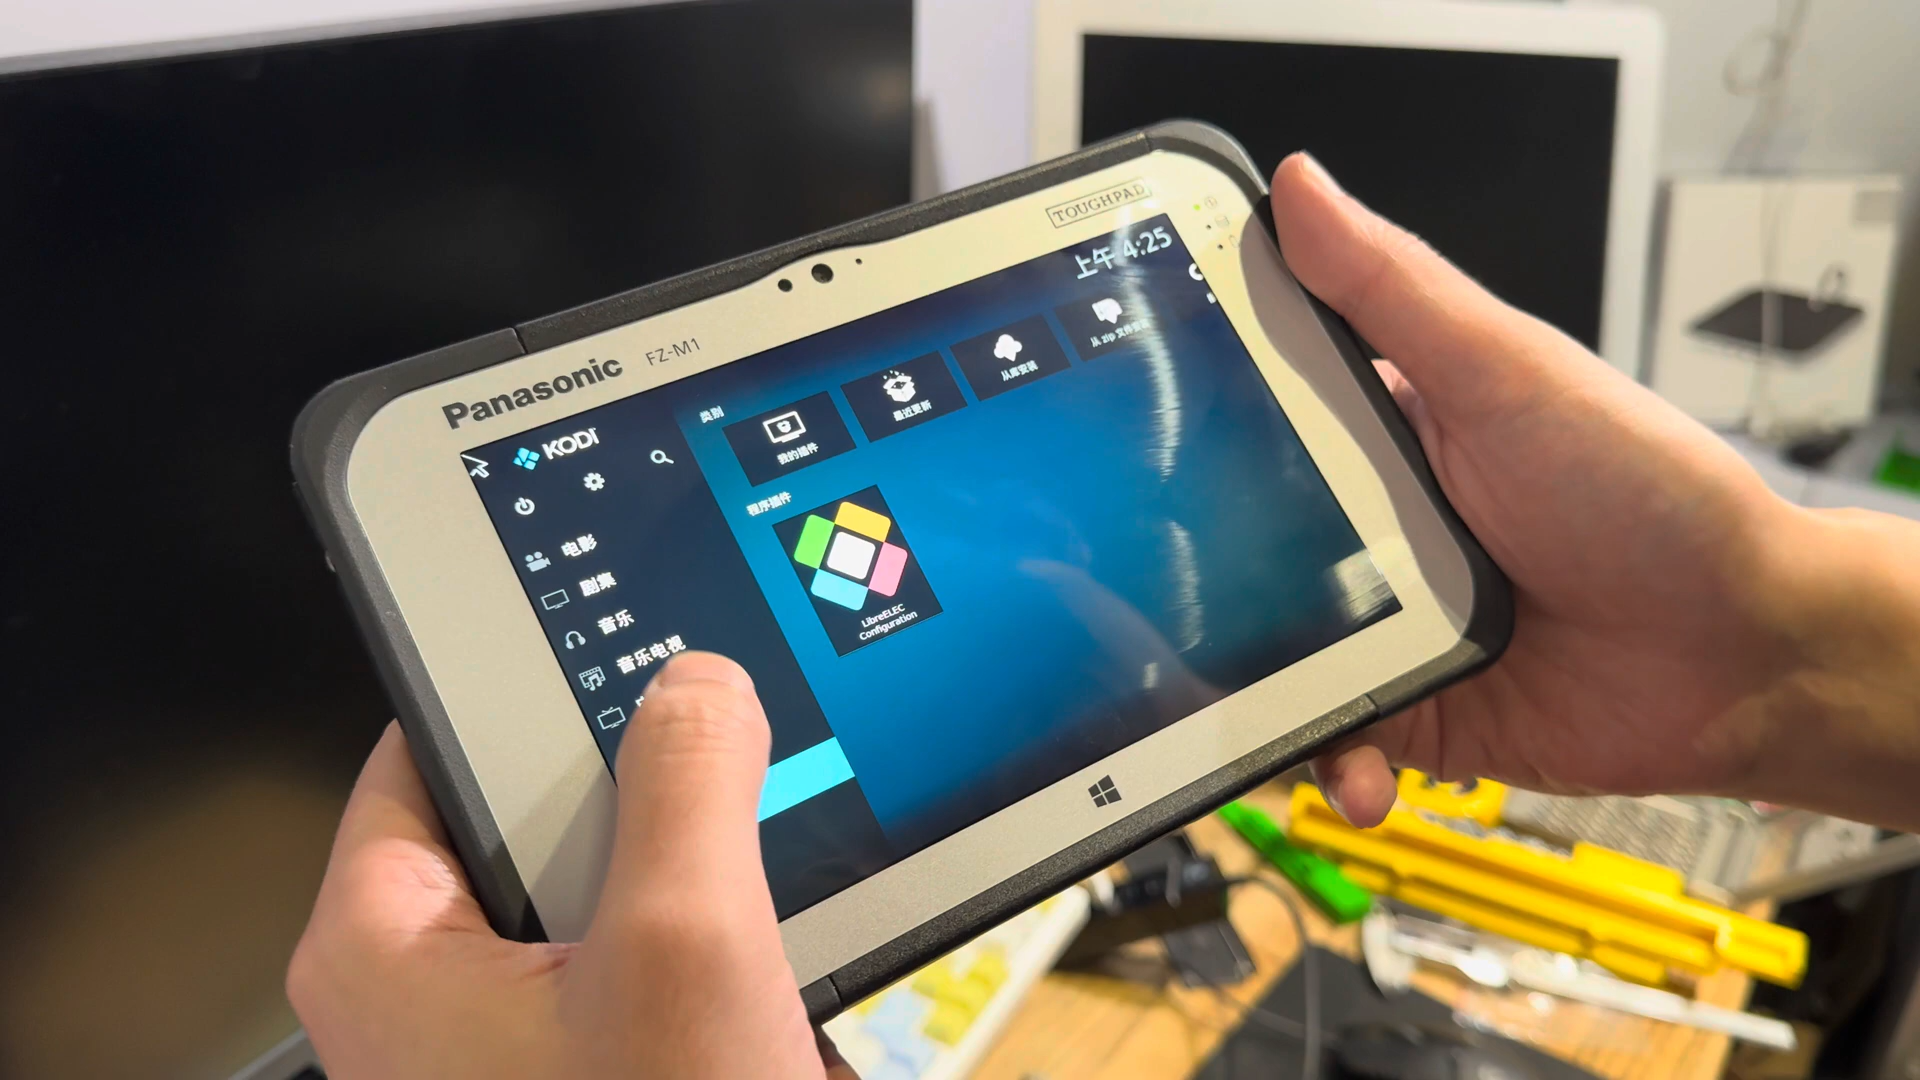 TOUGHPAD
Panasonic FZ-M1
上午 4:25
KODI
类别
我的插件
最近更新
从库安装
从 zip 文件安装
程序插件
LibreELEC
Configuration
电影
剧集
音乐
音乐电视